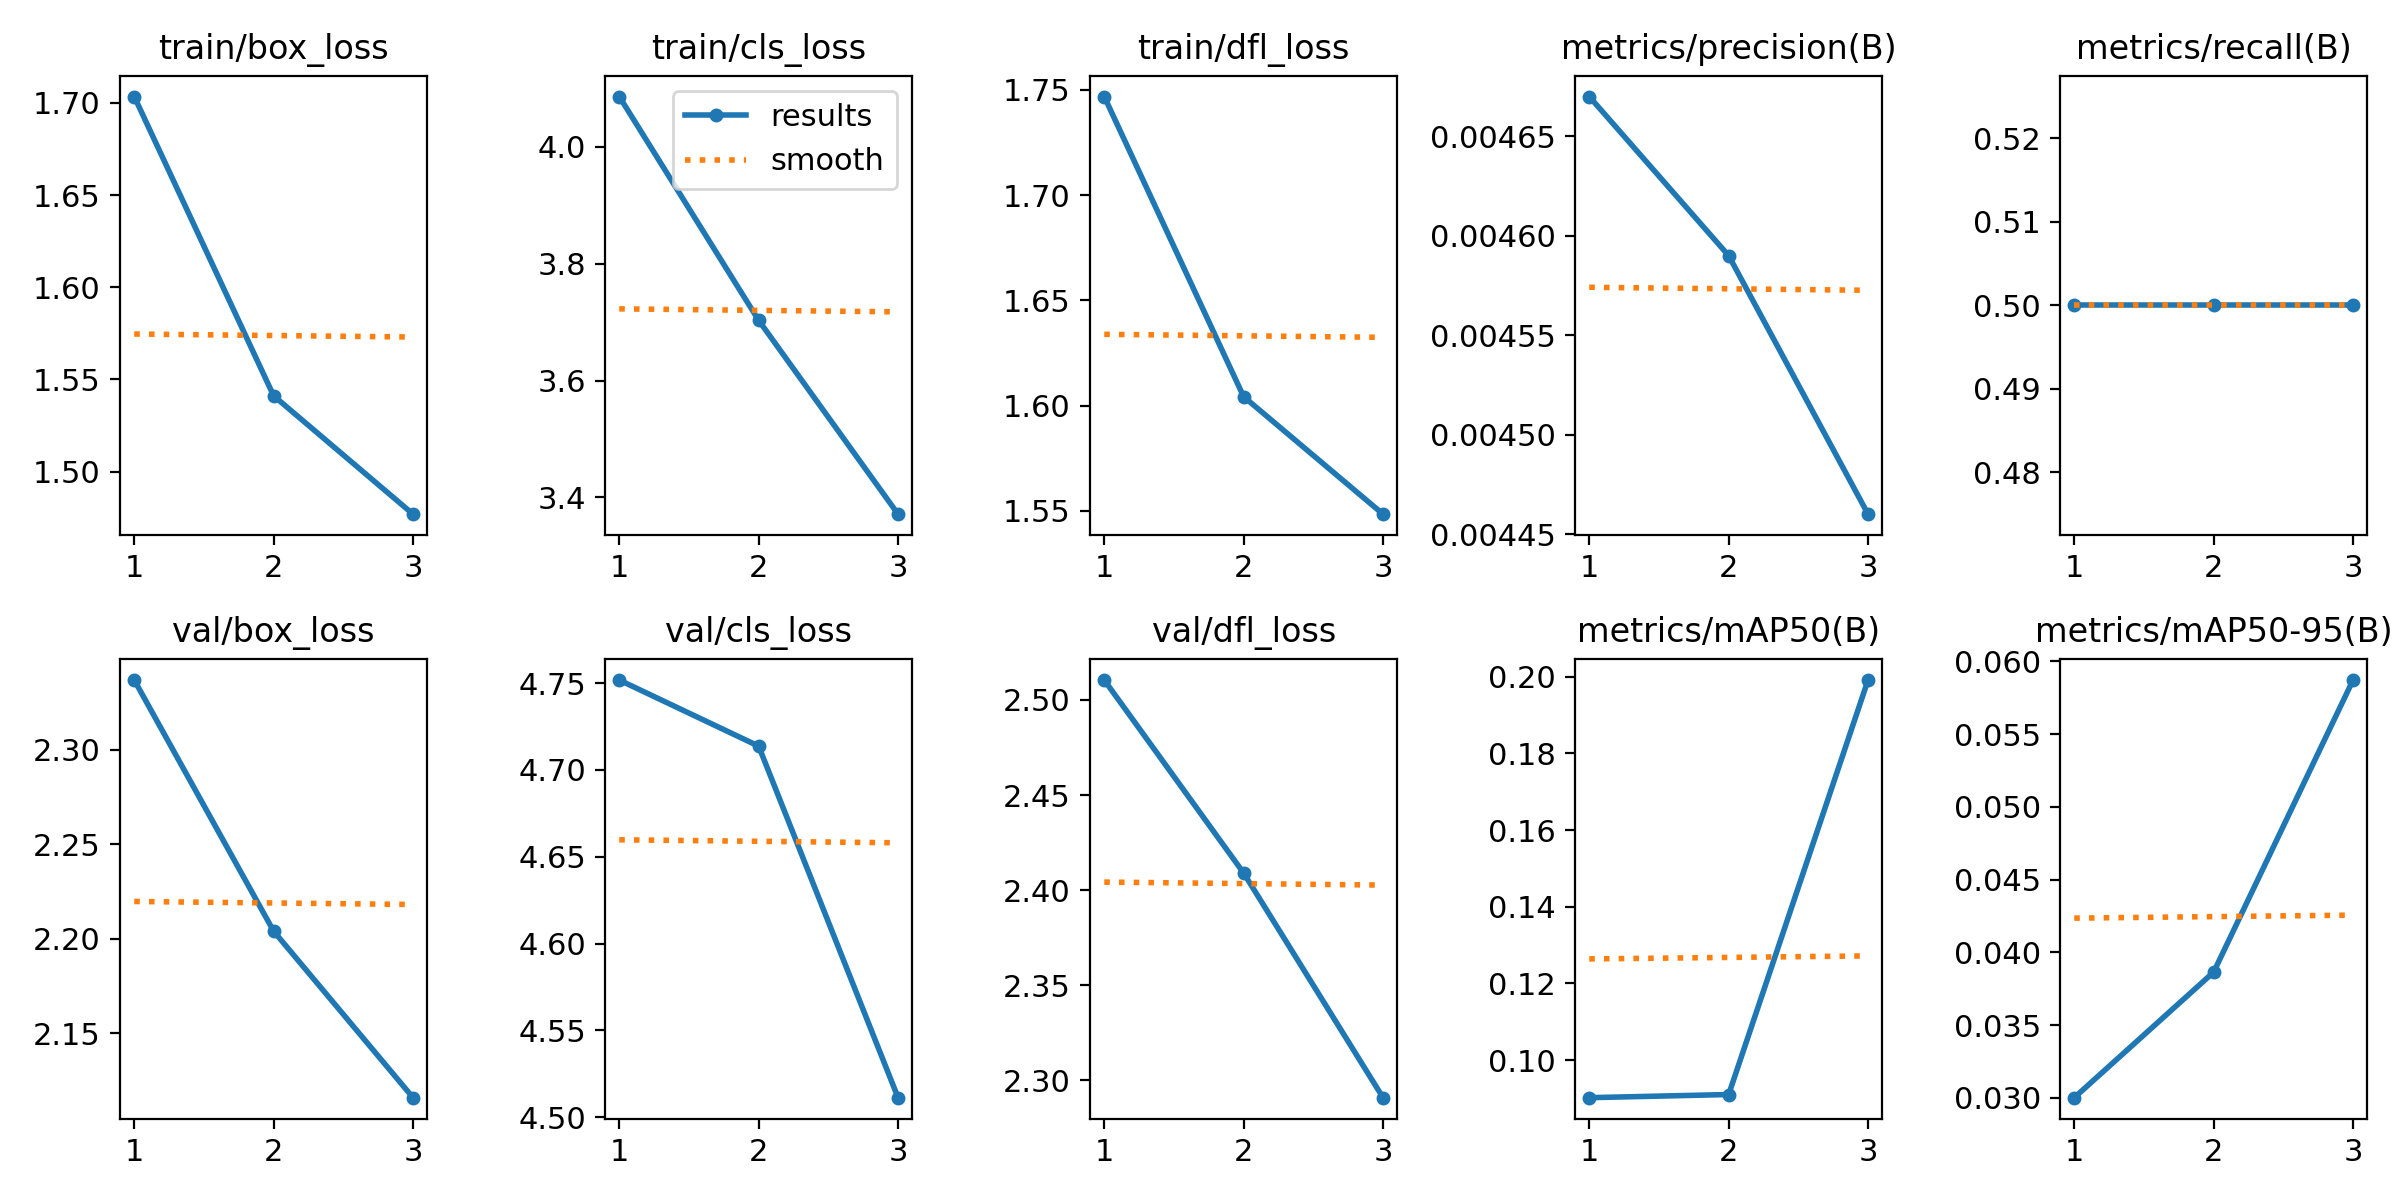 train/box_loss
1.70
1.65
1.60
1.55
1.50
1 2 3
train/cls_loss
results
smooth
4.0
3.8
3.6
3.4
1 2 3
train/dfl_loss
1.75
1.70
1.65
1.60
1.55
1 2 3
metrics/precision(B)
0.00465
0.00460
0.00455
0.00450
0.00445
1 2 3
metrics/recall(B)
0.52
0.51
0.50
0.49
0.48
1 2 3
val/box_loss
2.30
2.25
2.20
2.15
1 2 3
val/cls_loss
4.75
4.70
4.65
4.60
4.55
4.50
1 2 3
val/dfl_loss
2.50
2.45
2.40
2.35
2.30
1 2 3
metrics/mAP50(B)
0.20
0.18
0.16
0.14
0.12
0.10
1 2 3
metrics/mAP50-95(B)
0.060
0.055
0.050
0.045
0.040
0.035
0.030
1 2 3